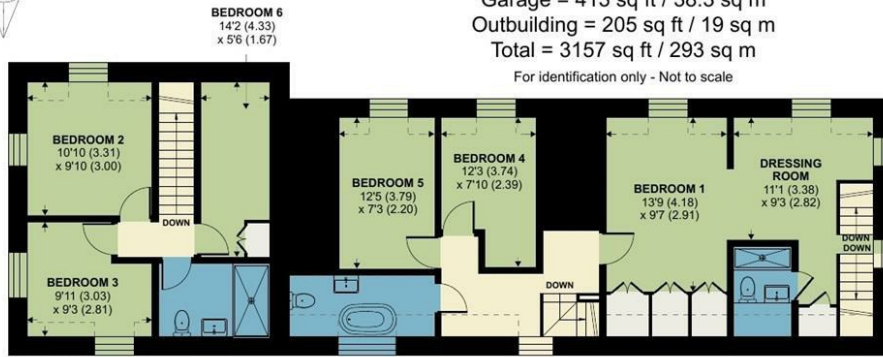 Garage = 413 sq ft / 38.3 sq m
Outbuilding = 205 sq ft / 19 sq m
Total = 3157 sq ft / 293 sq m
For identification only - Not to scale
BEDROOM 6
14'2 (4.33)
x 5'6 (1.67)
BEDROOM 2
10'10 (3.31)
x 9'10 (3.00)
DOWN
BEDROOM 3
9'11 (3.03)
x 9'3 (2.81)
BEDROOM 5
12'5 (3.79)
x 7'3 (2.20)
BEDROOM 4
12'3 (3.74)
x 7'10 (2.39)
DOWN
BEDROOM 1
13'9 (4.18)
x 9'7 (2.91)
DRESSING
ROOM
11'1 (3.38)
x 9'3 (2.82)
DOWN
DOWN